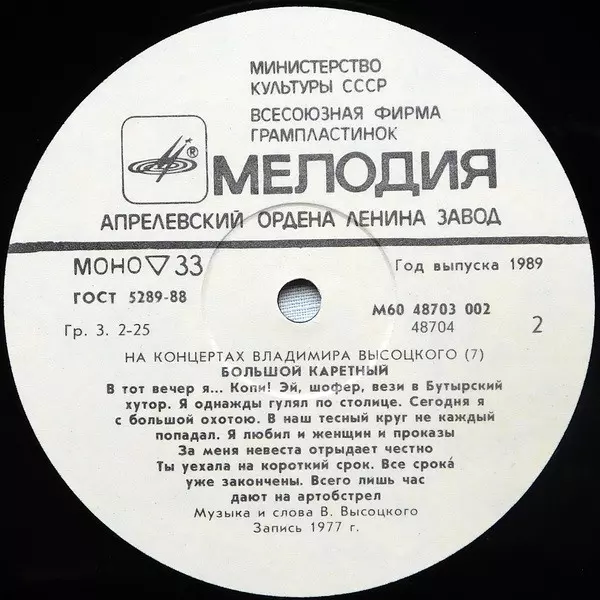 МИНИСТЕРСТВО
КУЛЬТУРЫ СССР
ВСЕСОЮЗНАЯ ФИРМА
ГРАМПЛАСТИНОК
®
МЕЛОДИЯ
АПРЕЛЕВСКИЙ ОРДЕНА ЛЕНИНА ЗАВОД
МОНО ▽ 33
Год выпуска 1989
ГОСТ 5289-88
М60 48703 002
Гр. 3. 2-25
48704
2
НА КОНЦЕРТАХ ВЛАДИМИРА ВЫСОЦКОГО (7)
БОЛЬШОЙ КАРЕТНЫЙ
В тот вечер я... Копи! Эй, шофер, вези в Бутырский
хутор. Я однажды гулял по столице. Сегодня я
с большой охотою. В наш тесный круг не каждый
попадал. Я любил и женщин и проказы
За меня невеста отрыдает честно
Ты уехала на короткий срок. Все срока́
уже закончены. Всего лишь час
дают на артобстрел
Музыка и слова В. Высоцкого
Запись 1977 г.